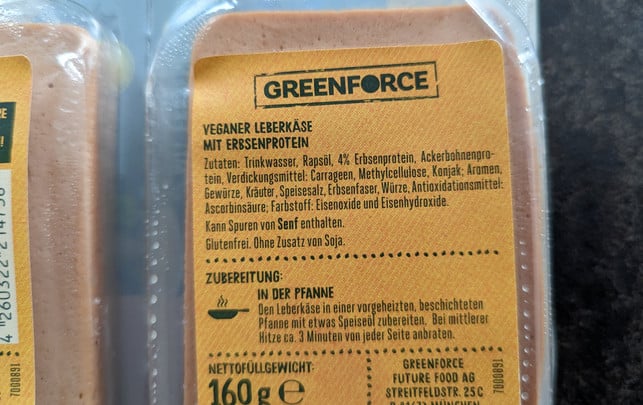 GREENFORCE
VEGANER LEBERKÄSE
MIT ERBSENPROTEIN
Zutaten: Trinkwasser, Rapsöl, 4% Erbsenprotein, Ackerbohnenpro-
tein, Verdickungsmittel: Carrageen, Methylcellulose, Konjak; Aromen,
Gewürze, Kräuter, Speisesalz, Erbsenfaser, Würze, Antioxidationsmittel:
Ascorbinsäure; Farbstoff: Eisenoxide und Eisenhydroxide.
Kann Spuren von Senf enthalten.
Glutenfrei. Ohne Zusatz von Soja.
ZUBEREITUNG:
IN DER PFANNE
Den Leberkäse in einer vorgeheizten, beschichteten
Pfanne mit etwas Speiseöl zubereiten. Bei mittlerer
Hitze ca. 3 Minuten von jeder Seite anbraten.
NETTOFÜLLGEWICHT:
160 g e
GREENFORCE
FUTURE FOOD AG
STREITFELDSTR. 25C
MÜNCHEN
7000891
7000891